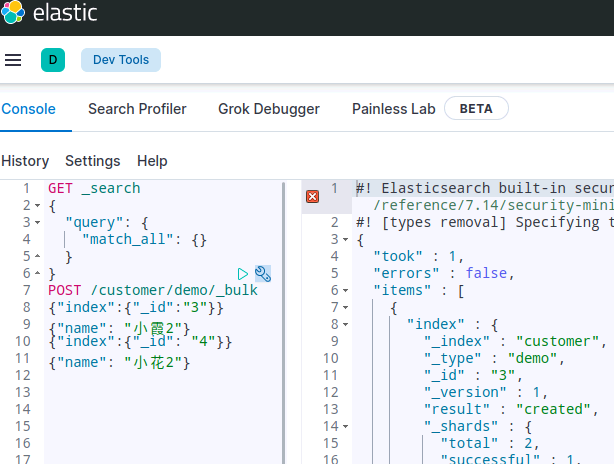 elastic
D Dev Tools
Console Search Profiler Grok Debugger Painless Lab BETA
History Settings Help
1 GET _search
2 {
3 "query": {
4 "match_all": {}
5 }
6 }
7 POST /customer/demo/_bulk
8 {"index":{"_id":"3"}}
9 {"name": "小霞2"}
10 {"index":{"_id": "4"}}
11 {"name": "小花2"}
12
13
14
15
16
17
1 #! Elasticsearch built-in secur
/reference/7.14/security-mini
2 #! [types removal] Specifying t
3 {
4 "took" : 1,
5 "errors" : false,
6 "items" : [
7 {
8 "index" : {
9 "_index" : "customer",
10 "_type" : "demo",
11 "_id" : "3",
12 "_version" : 1,
13 "result" : "created",
14 "_shards" : {
15 "total" : 2,
16 "successful" : 1,